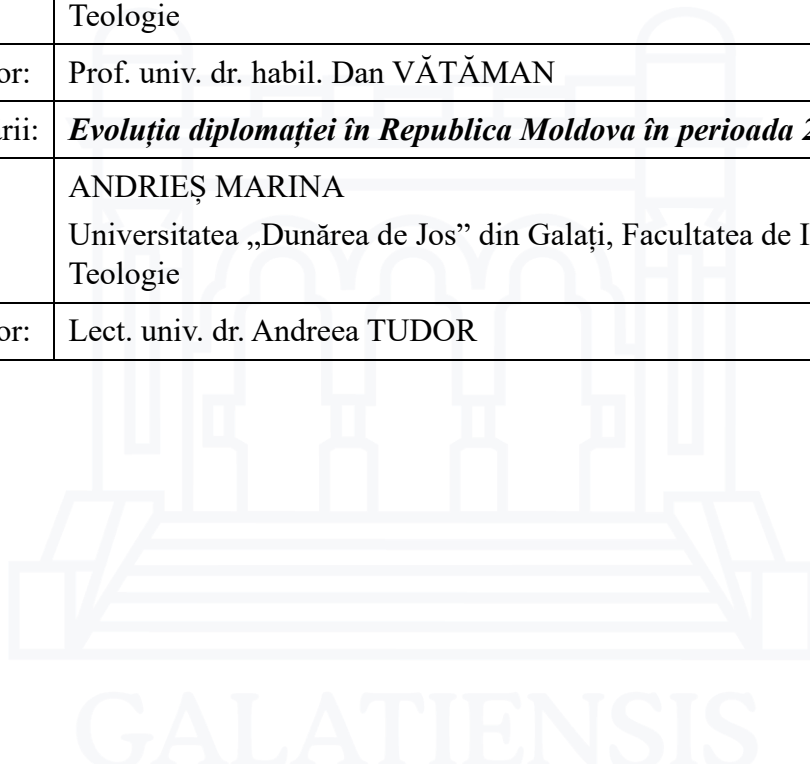 Teologie
or: Prof. univ. dr. habil. Dan VĂTĂMAN
rii: Evoluția diplomației în Republica Moldova în perioada 2
ANDRIEȘ MARINA
Universitatea „Dunărea de Jos” din Galați, Facultatea de I
Teologie
or: Lect. univ. dr. Andreea TUDOR
GALATIENSIS